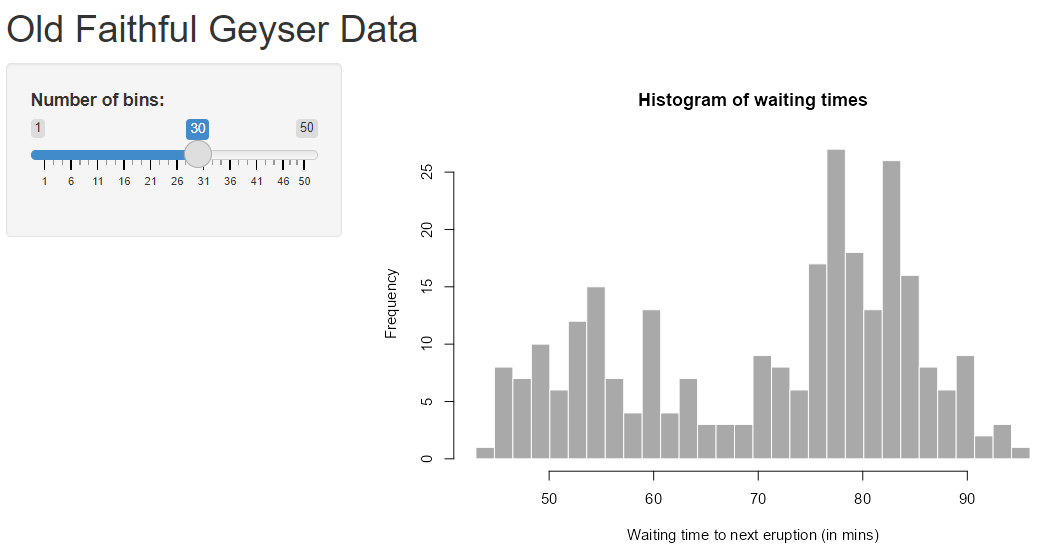 Old Faithful Geyser Data
Number of bins:
1 30 50
1 6 11 16 21 26 31 36 41 46 50
Histogram of waiting times
Frequency
25
20
15
10
5
0
50 60 70 80 90
Waiting time to next eruption (in mins)